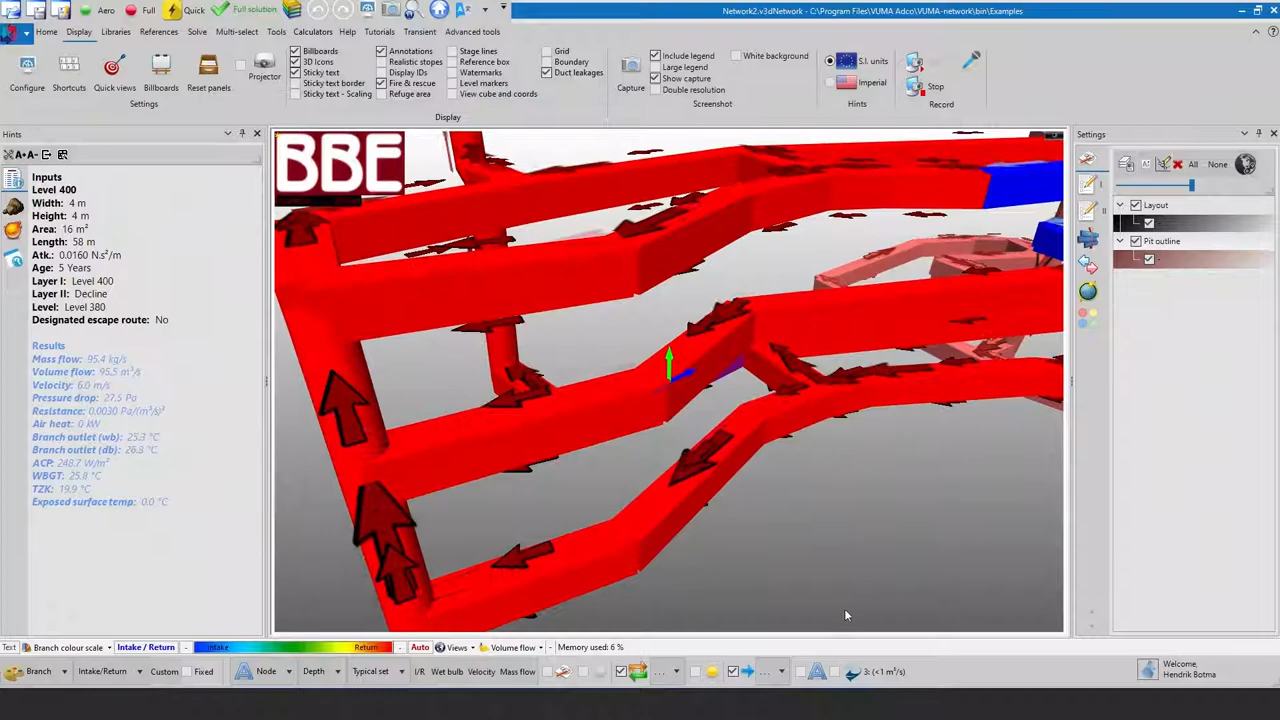 Network2.v3dNetwork - C:\Program Files\VUMA Adco\VUMA-network\bin\Examples
Aero
Full
Quick
Full solution
Home
Display
Libraries
References
Solve
Multi-select
Tools
Calculators
Help
Tutorials
Transient
Advanced tools
Configure
Shortcuts
Quick views
Billboards
Reset panels
Settings
Projector
Billboards
3D Icons
Sticky text
Sticky text border
Sticky text - Scaling
Annotations
Realistic stopes
Display IDs
Fire & rescue
Refuge area
Stage lines
Reference box
Watermarks
Level markers
View cube and coords
Grid
Boundary
Duct leakages
Display
Capture
Include legend
Large legend
Show capture
Double resolution
White background
Screenshot
S.I. units
Imperial
Hints
Stop
Record
Hints
A+A-
Inputs
Level 400
Width: 4 m
Height: 4 m
Area: 16 m²
Length: 58 m
Atk.: 0.0160 N.s²/m
Age: 5 Years
Layer I: Level 400
Layer II: Decline
Level: Level 380
Designated escape route: No
Results
Mass flow: 95.4 kg/s
Volume flow: 95.5 m³/s
Velocity: 6.0 m/s
Pressure drop: 27.5 Pa
Resistance: 0.0030 Pa/(m³/s)²
Air heat: 0 kW
Branch outlet (wb): 25.3 °C
Branch outlet (db): 26.3 °C
ACP: 248.7 W/m²
WBGT: 25.8 °C
TZK: 19.9 °C
Exposed surface temp: 0.0 °C
BBE
Settings
All
None
Layout
Pit outline
Text
Branch colour scale
Intake / Return
Intake
Return
Auto
Views
Volume flow
Memory used: 6 %
Branch
Intake/Return
Custom
Fixed
Node
Depth
Typical set
I/R
Wet bulb
Velocity
Mass flow
3: (<1 m³/s)
Welcome,
Hendrik Botma